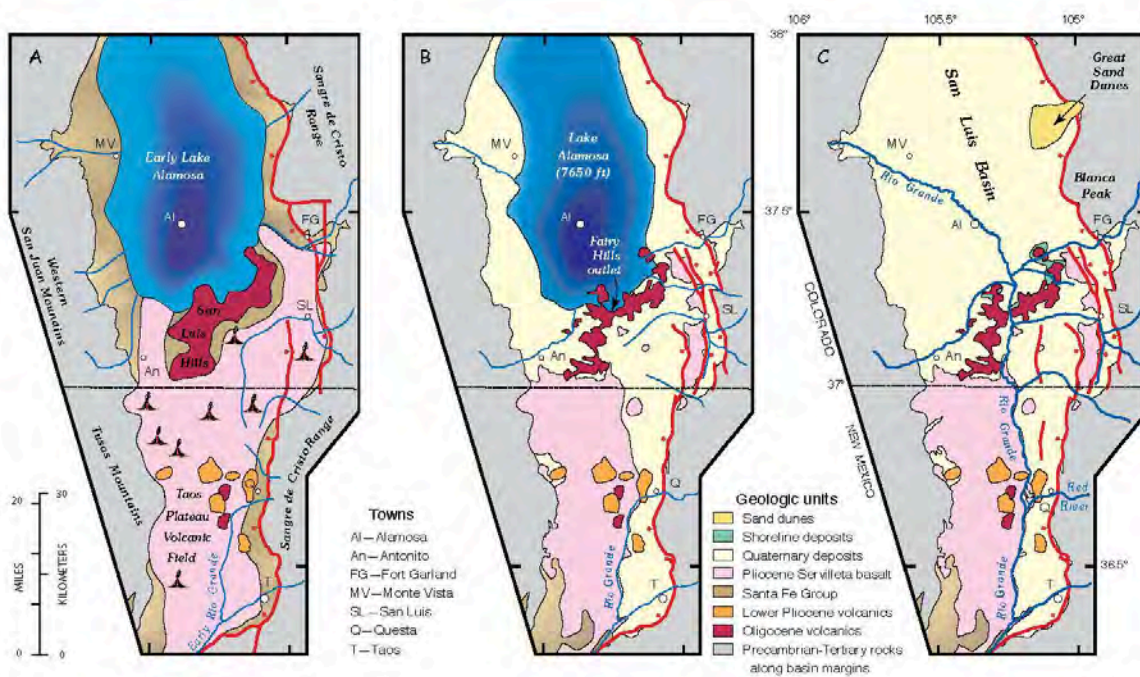 A
Sangre de Cristo
Range
MV
Early Lake
Alamosa
Al
FG
Western
San Juan Mountains
San
Luis
Hills
SL
An
Tusas Mountains
Taos
Plateau
Volcanic
Field
Sangre de Cristo Range
Early Rio Grande
T
MILES
20
0
KILOMETERS
30
0
B
MV
Lake
Alamosa
(7650 ft)
Al
Fairy
Hills
outlet
FG
SL
An
Q
Rio Grande
T
38°
37.5°
37°
36.5°
106°
105.5°
105°
C
San Luis Basin
Great
Sand
Dunes
MV
Rio Grande
Blanca
Peak
Al
FG
SL
An
COLORADO
NEW MEXICO
Rio Grande
Red
River
Q
T
Rio Grande
Towns
Al—Alamosa
An—Antonito
FG—Fort Garland
MV—Monte Vista
SL—San Luis
Q—Questa
T—Taos
Geologic units
Sand dunes
Shoreline deposits
Quaternary deposits
Pliocene Servilleta basalt
Santa Fe Group
Lower Pliocene volcanics
Oligocene volcanics
Precambrian-Tertiary rocks
along basin margins